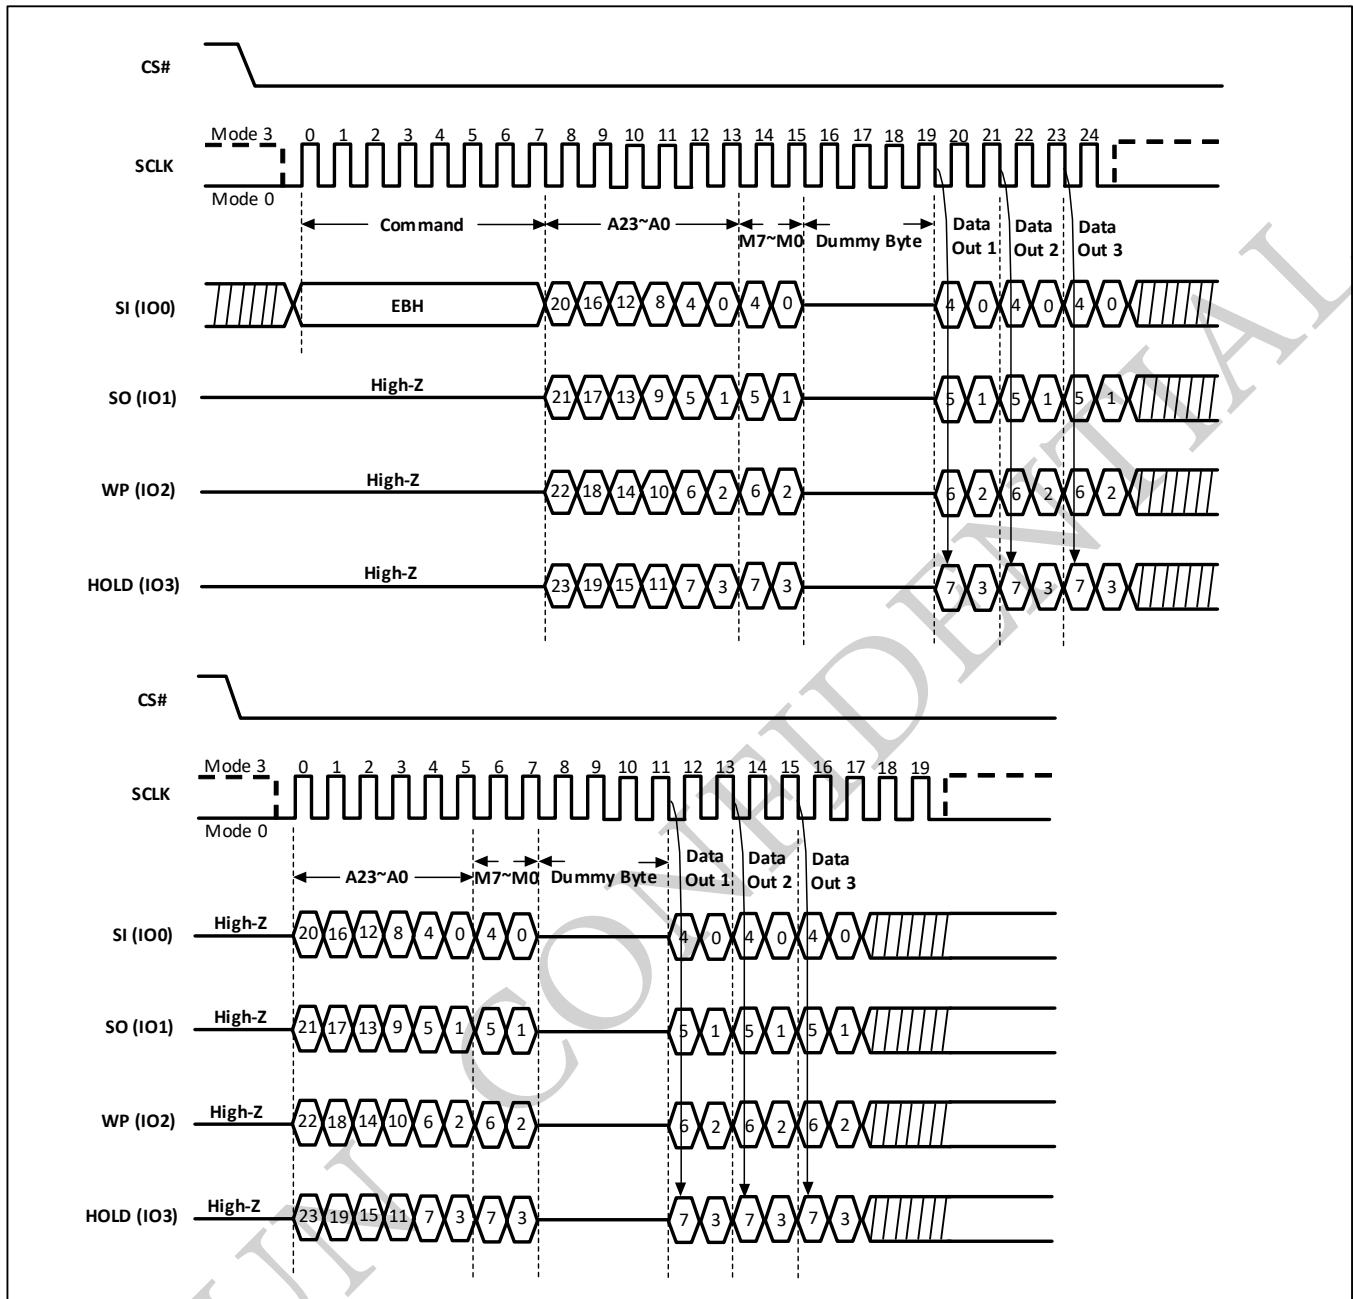 CS#
Mode 3
0 1 2 3 4 5 6 7 8 9 10 11 12 13 14 15 16 17 18 19 20 21 22 23 24
SCLK
Mode 0
Command A23~A0 M7~M0 Dummy Byte Data Out 1 Data Out 2 Data Out 3
SI (IO0) EBH 20 16 12 8 4 0 4 0 4 0 4 0 4 0
SO (IO1) High-Z 21 17 13 9 5 1 5 1 5 1 5 1 5 1
WP (IO2) High-Z 22 18 14 10 6 2 6 2 6 2 6 2 6 2
HOLD (IO3) High-Z 23 19 15 11 7 3 7 3 7 3 7 3 7 3
CS#
Mode 3
0 1 2 3 4 5 6 7 8 9 10 11 12 13 14 15 16 17 18 19
SCLK
Mode 0
A23~A0 M7~M0 Dummy Byte Data Out 1 Data Out 2 Data Out 3
SI (IO0) High-Z 20 16 12 8 4 0 4 0 4 0 4 0 4 0
SO (IO1) High-Z 21 17 13 9 5 1 5 1 5 1 5 1 5 1
WP (IO2) High-Z 22 18 14 10 6 2 6 2 6 2 6 2 6 2
HOLD (IO3) High-Z 23 19 15 11 7 3 7 3 7 3 7 3 7 3
CONFIDENTIAL